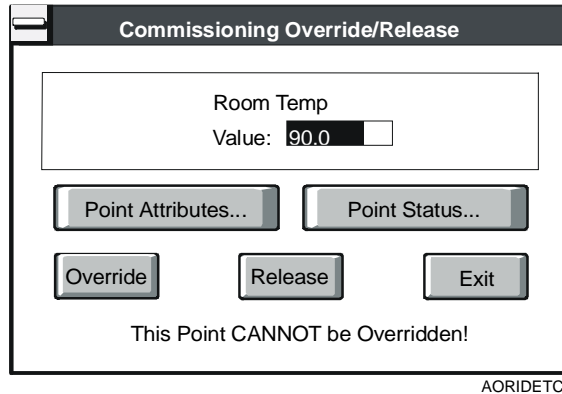 Commissioning Override/Release
Room Temp
Value: 90.0
Point Attributes... Point Status...
Override Release Exit
This Point CANNOT be Overridden!
AORIDETC